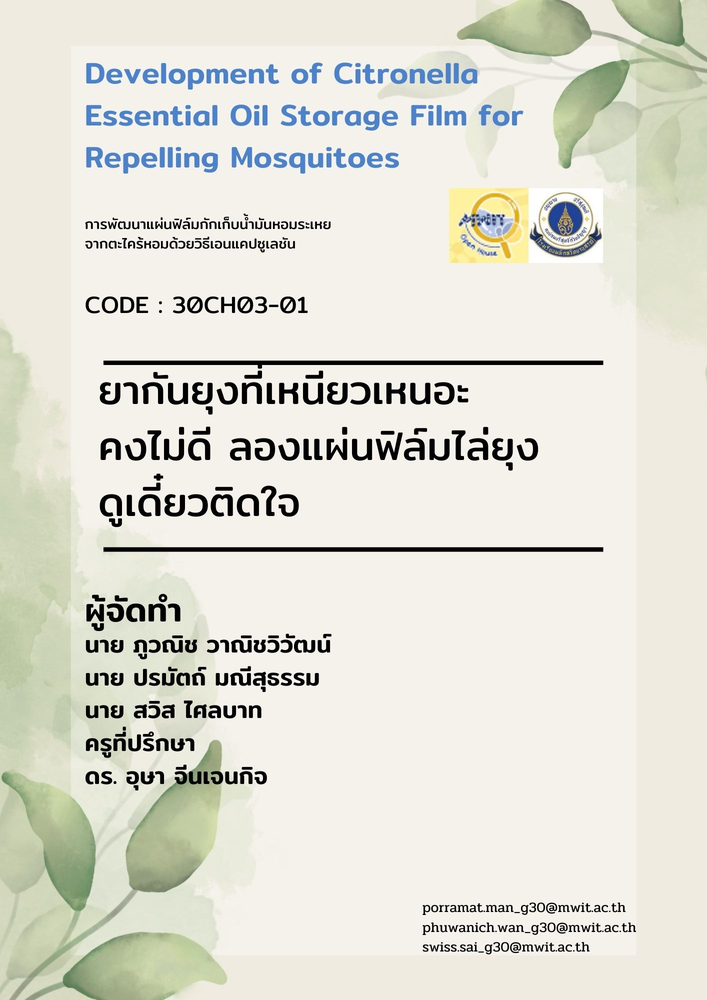 Development of Citronella
Essential Oil Storage Film for
Repelling Mosquitoes
การพัฒนาแผ่นฟิล์มกักเก็บน้ำมันหอมระเหย
จากตะไคร้หอมด้วยวิธีเอนแคปซูเลชัน
Open House
CODE : 30CH03-01
ยากันยุงที่เหนียวเหนอะ
คงไม่ดี ลองแผ่นฟิล์มไล่ยุง
ดูเดี๋ยวติดใจ
ผู้จัดทำ
นาย ภูวณิช วาณิชวิวัฒน์
นาย ปรมัตถ์ มณีสุธรรม
นาย สวิส ไศลบาท
ครูที่ปรึกษา
ดร. อุษา จีนเจนกิจ
porramat.man_g30@mwit.ac.th
phuwanich.wan_g30@mwit.ac.th
swiss.sai_g30@mwit.ac.th